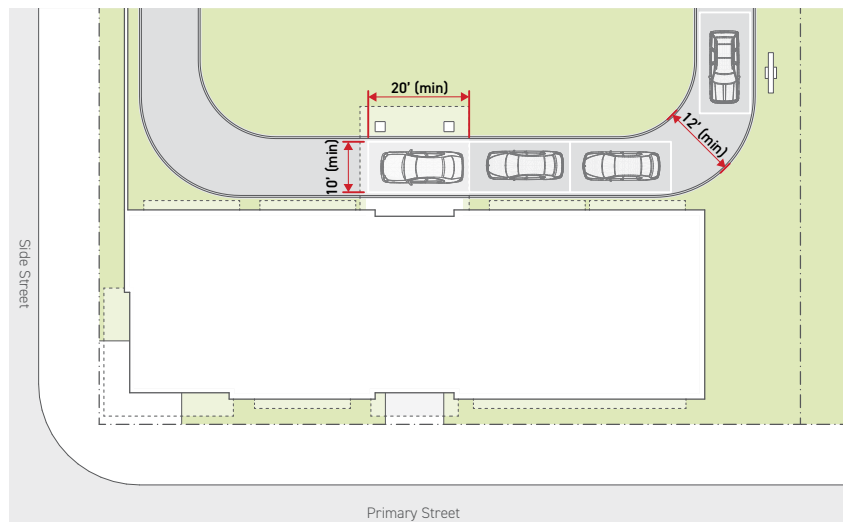 20' (min)
10' (min)
12' (min)
Side Street
Primary Street